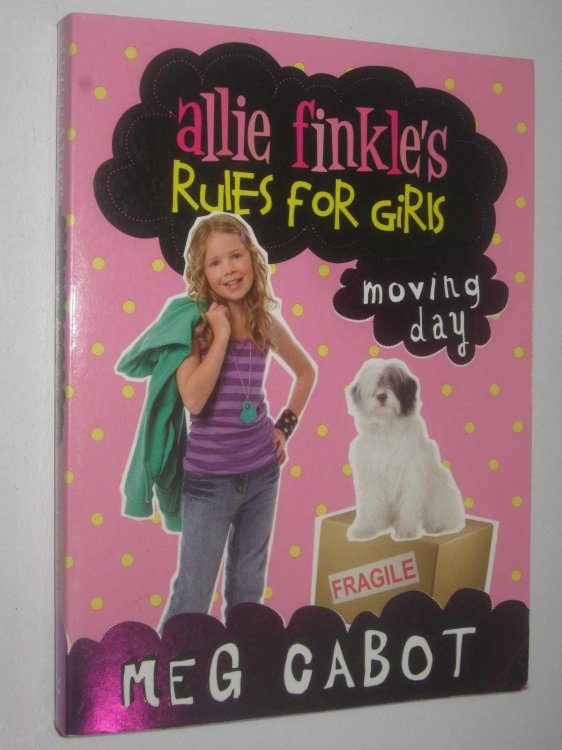 allie finkle's
RULES FOR GiRLS
moving
day
FRAGILE
MEG CABOT